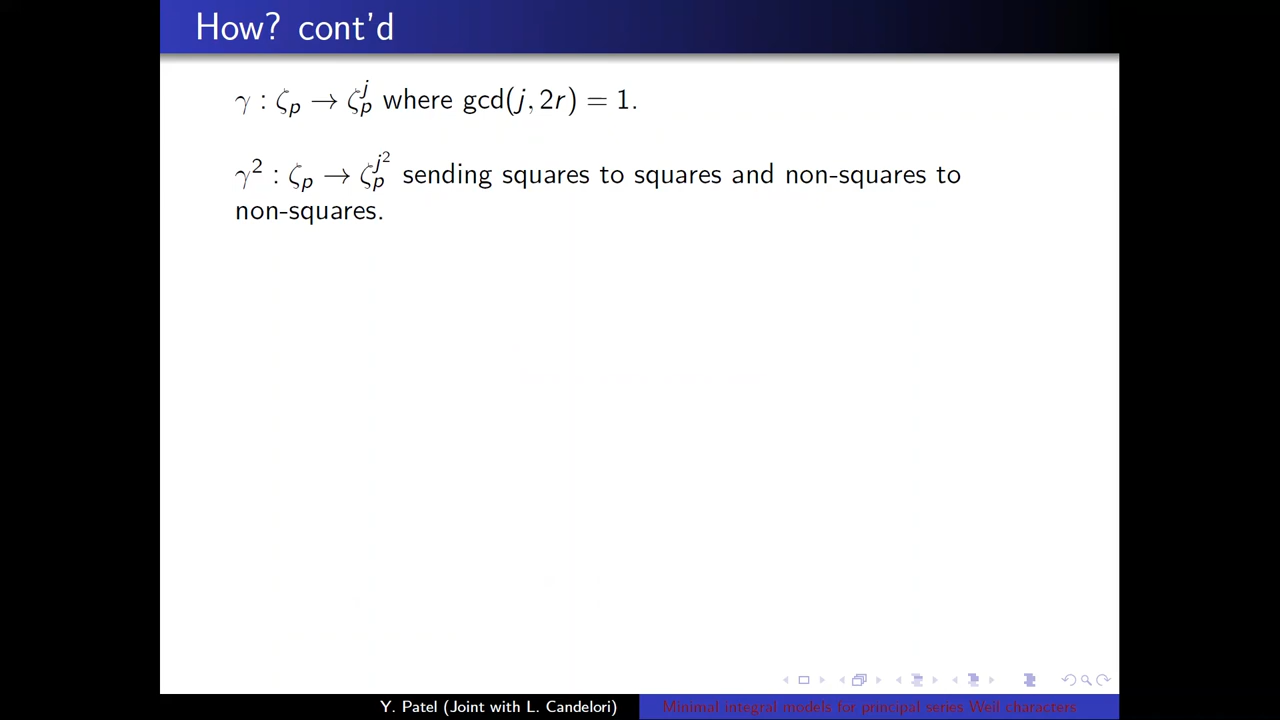 How? cont'd
γ : ζ_p → ζ_p^j where gcd(j, 2r) = 1.
γ² : ζ_p → ζ_p^{j²} sending squares to squares and non-squares to
non-squares.
Y. Patel (Joint with L. Candelori)
Minimal integral models for principal series Weil characters